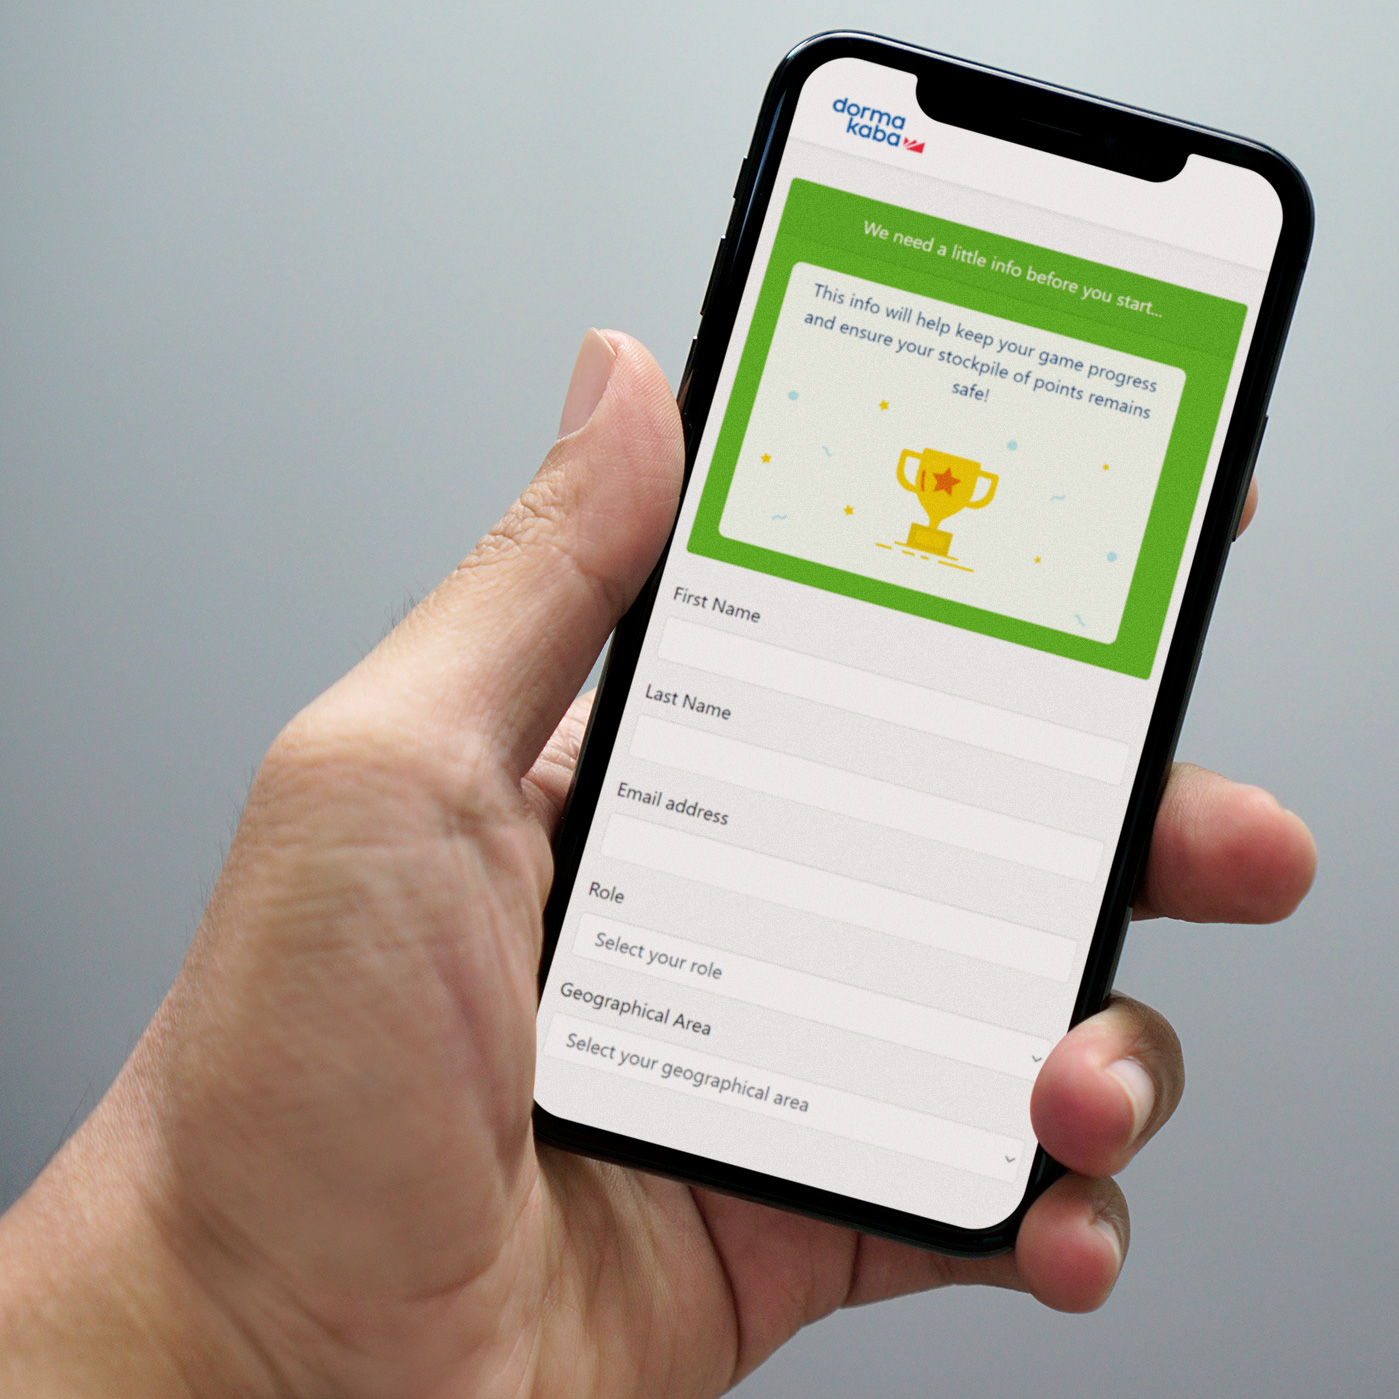 dorma
kaba
We need a little info before you start...
This info will help keep your game progress
and ensure your stockpile of points remains
safe!
First Name
Last Name
Email address
Role
Select your role
Geographical Area
Select your geographical area